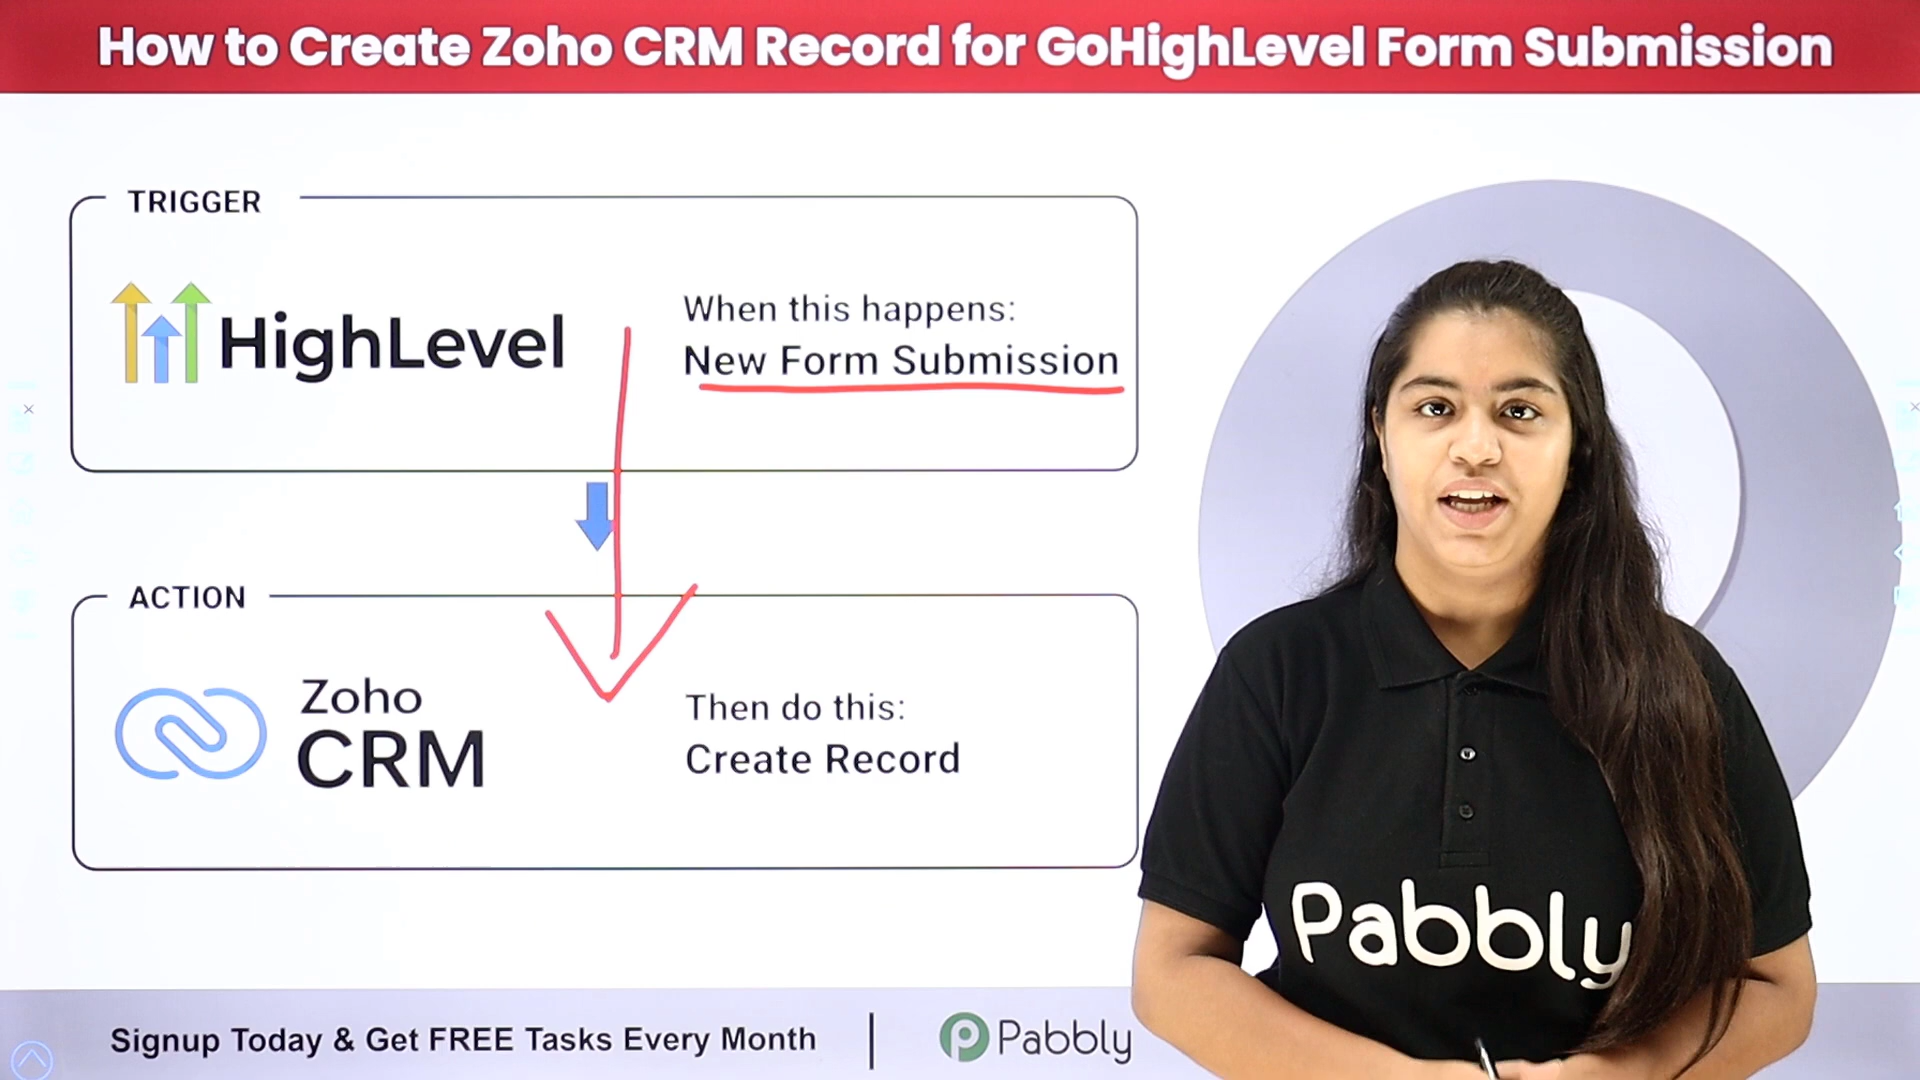 How to Create Zoho CRM Record for GoHighLevel Form Submission
TRIGGER
HighLevel
When this happens:
New Form Submission
ACTION
Zoho
CRM
Then do this:
Create Record
Pabbly
Signup Today & Get FREE Tasks Every Month
Pabbly